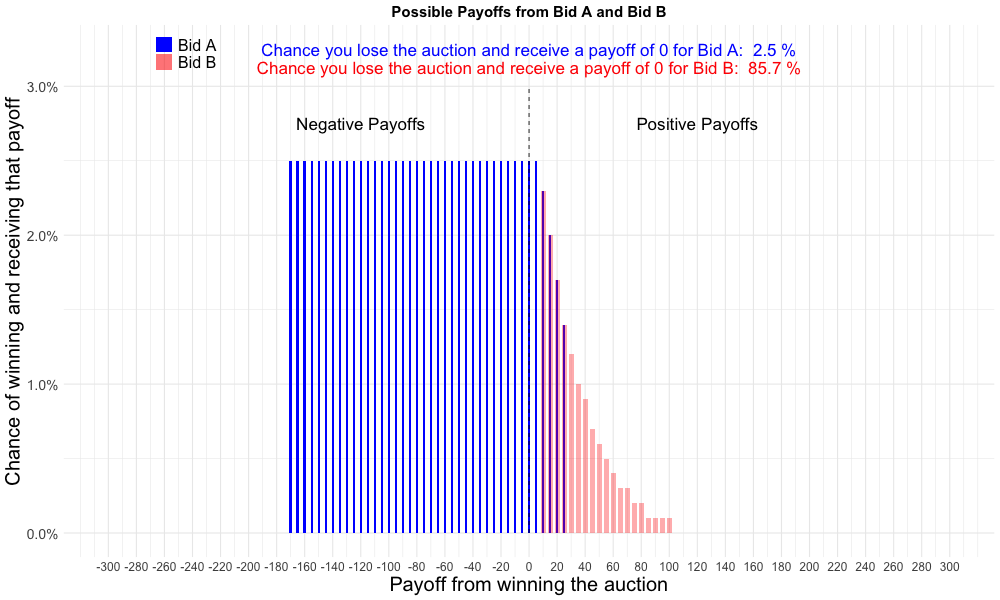 Possible Payoffs from Bid A and Bid B
Bid A
Bid B
Chance you lose the auction and receive a payoff of 0 for Bid A:  2.5 %
Chance you lose the auction and receive a payoff of 0 for Bid B:  85.7 %
Negative Payoffs
Positive Payoffs
Chance of winning and receiving that payoff
3.0%
2.0%
1.0%
0.0%
-300 -280 -260 -240 -220 -200 -180 -160 -140 -120 -100 -80 -60 -40 -20 0 20 40 60 80 100 120 140 160 180 200 220 240 260 280 300
Payoff from winning the auction